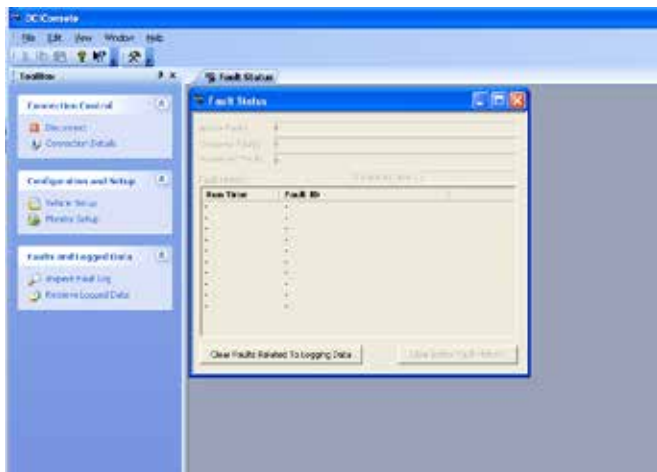 DCIConsole
File Edit View Window Help
Toolbox
Fault Status
Connection Control
Disconnect
Connection Details
Configuration and Setup
Vehicle Setup
Monitor Setup
Faults and Logged Data
Inspect Fault Log
Retrieve Logged Data
Fault Status
Active Faults
Run Time Fault ID
Clear Faults Related To Logging Data